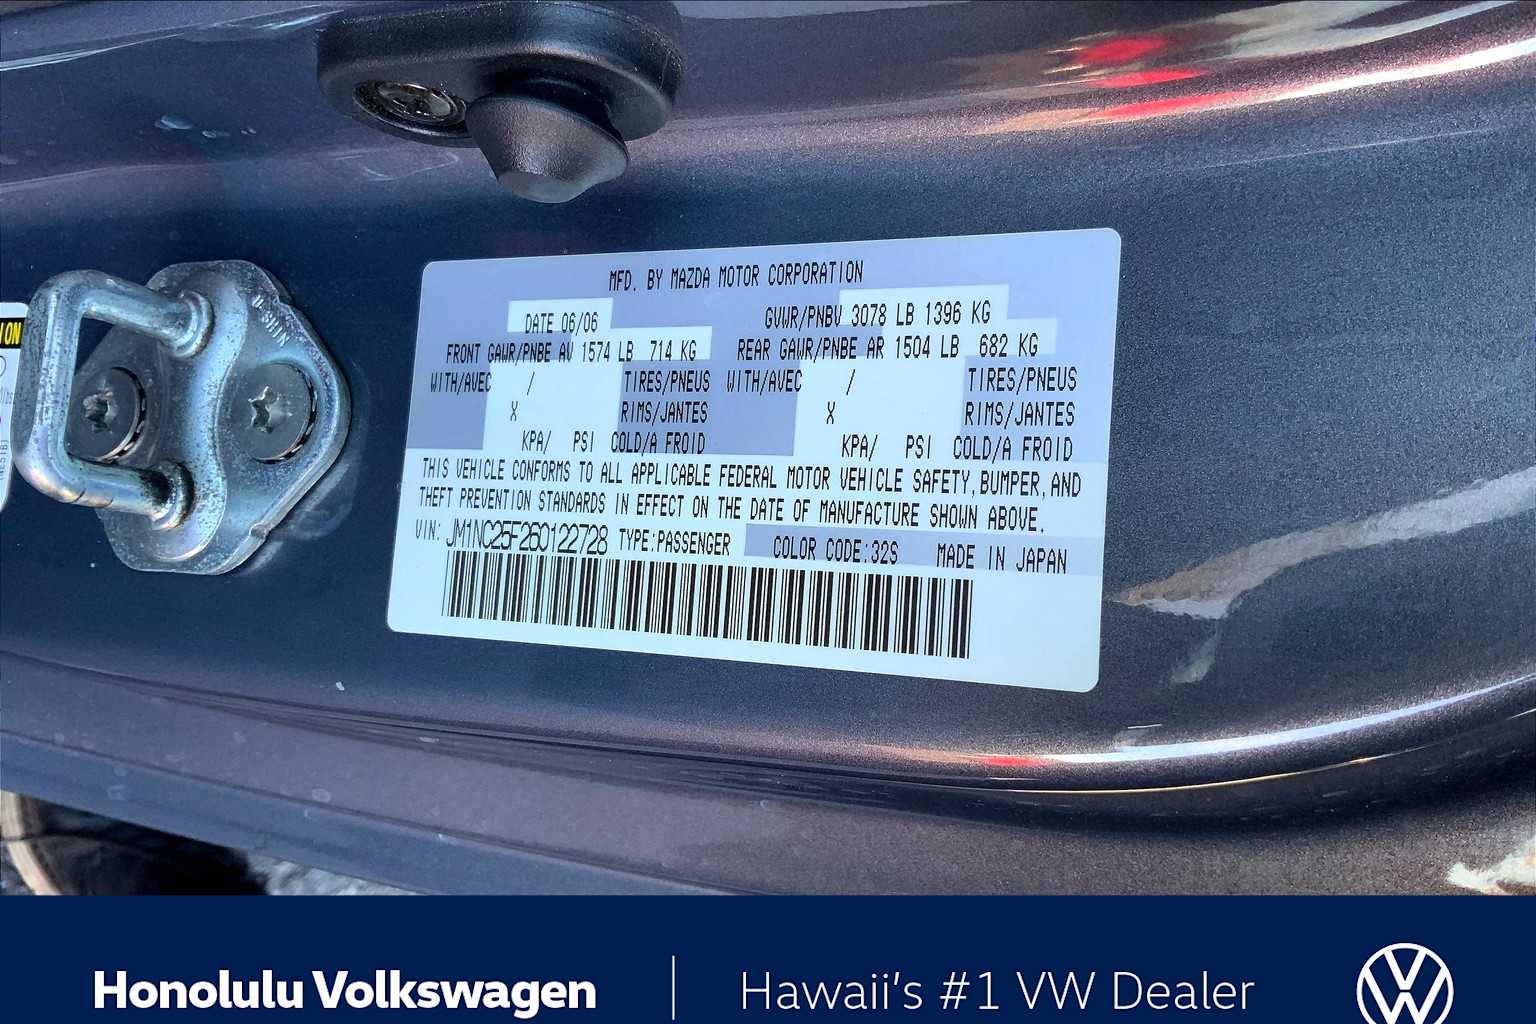 MFD. BY MAZDA MOTOR CORPORATION
DATE 06/06
GVWR/PNBV 3078 LB 1396 KG
FRONT GAWR/PNBE AV 1574 LB 714 KG
REAR GAWR/PNBE AR 1504 LB 682 KG
WITH/AVEC / TIRES/PNEUS WITH/AVEC / TIRES/PNEUS
X RIMS/JANTES X RIMS/JANTES
KPA/ PSI COLD/A FROID KPA/ PSI COLD/A FROID
THIS VEHICLE CONFORMS TO ALL APPLICABLE FEDERAL MOTOR VEHICLE SAFETY, BUMPER, AND
THEFT PREVENTION STANDARDS IN EFFECT ON THE DATE OF MANUFACTURE SHOWN ABOVE.
VIN: JM1NC25F260122728 TYPE:PASSENGER COLOR CODE:32S MADE IN JAPAN
Honolulu Volkswagen
Hawaii's #1 VW Dealer